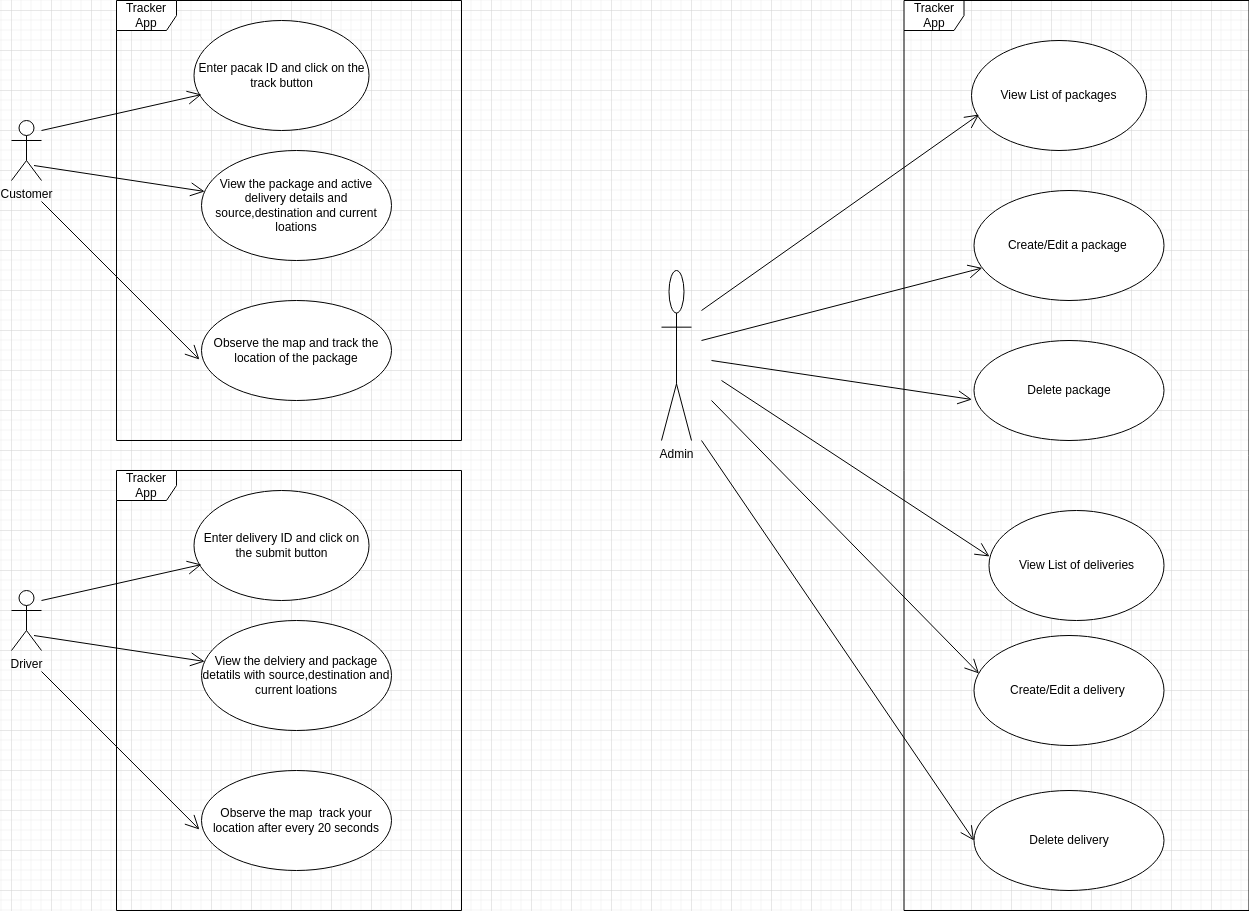 Tracker
App
Enter pacak ID and click on the
track button
Customer
View the package and active
delivery details and
source,destination and current
loations
Observe the map and track the
location of the package
Tracker
App
Enter delivery ID and click on
the submit button
Driver
View the delviery and package
detatils with source,destination and
current loations
Observe the map  track your
location after every 20 seconds
Admin
Tracker
App
View List of packages
Create/Edit a package
Delete package
View List of deliveries
Create/Edit a delivery
Delete delivery